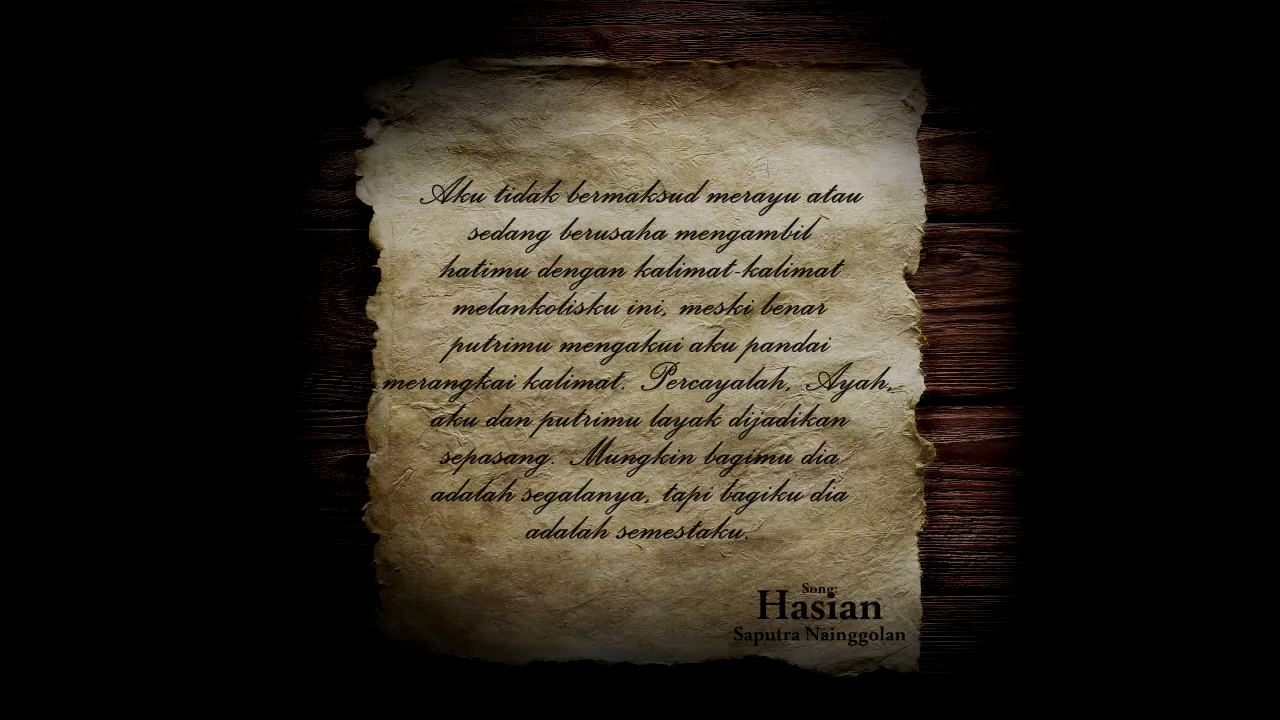 Aku tidak bermaksud merayu atau
sedang berusaha mengambil
hatimu dengan kalimat-kalimat
melankolisku ini, meski benar
putrimu mengakui aku pandai
merangkai kalimat. Percayalah, Ayah,
aku dan putrimu layak dijadikan
sepasang. Mungkin bagimu dia
adalah segalanya, tapi bagiku dia
adalah semestaku.
Song:
Hasian
Saputra Nainggolan